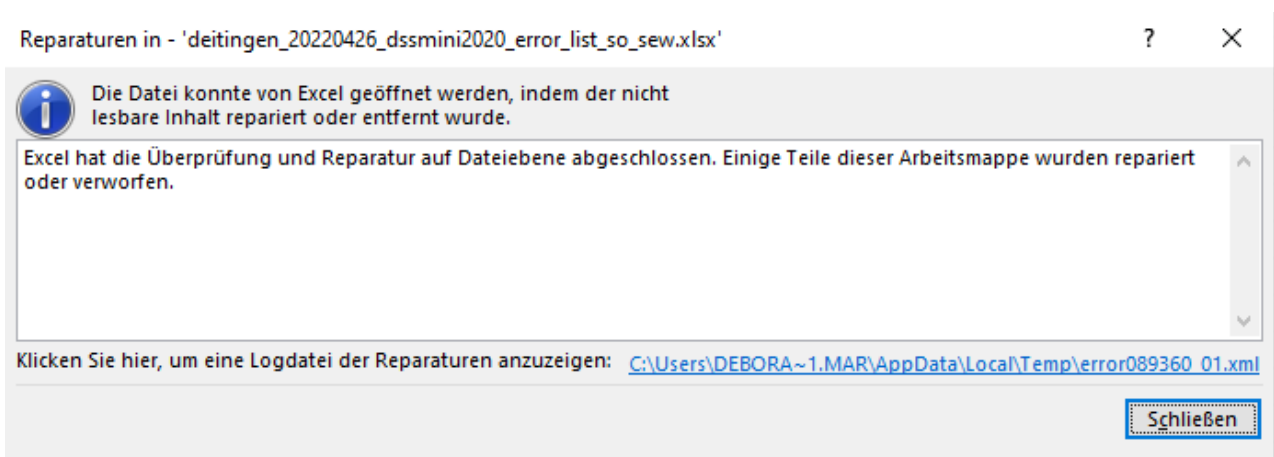 Reparaturen in - 'deitingen_20220426_dssmini2020_error_list_so_sew.xlsx' ? ×
Die Datei konnte von Excel geöffnet werden, indem der nicht
lesbare Inhalt repariert oder entfernt wurde.
Excel hat die Überprüfung und Reparatur auf Dateiebene abgeschlossen. Einige Teile dieser Arbeitsmappe wurden repariert
oder verworfen.
Klicken Sie hier, um eine Logdatei der Reparaturen anzuzeigen: C:\Users\DEBORA~1.MAR\AppData\Local\Temp\error089360_01.xml
Schließen